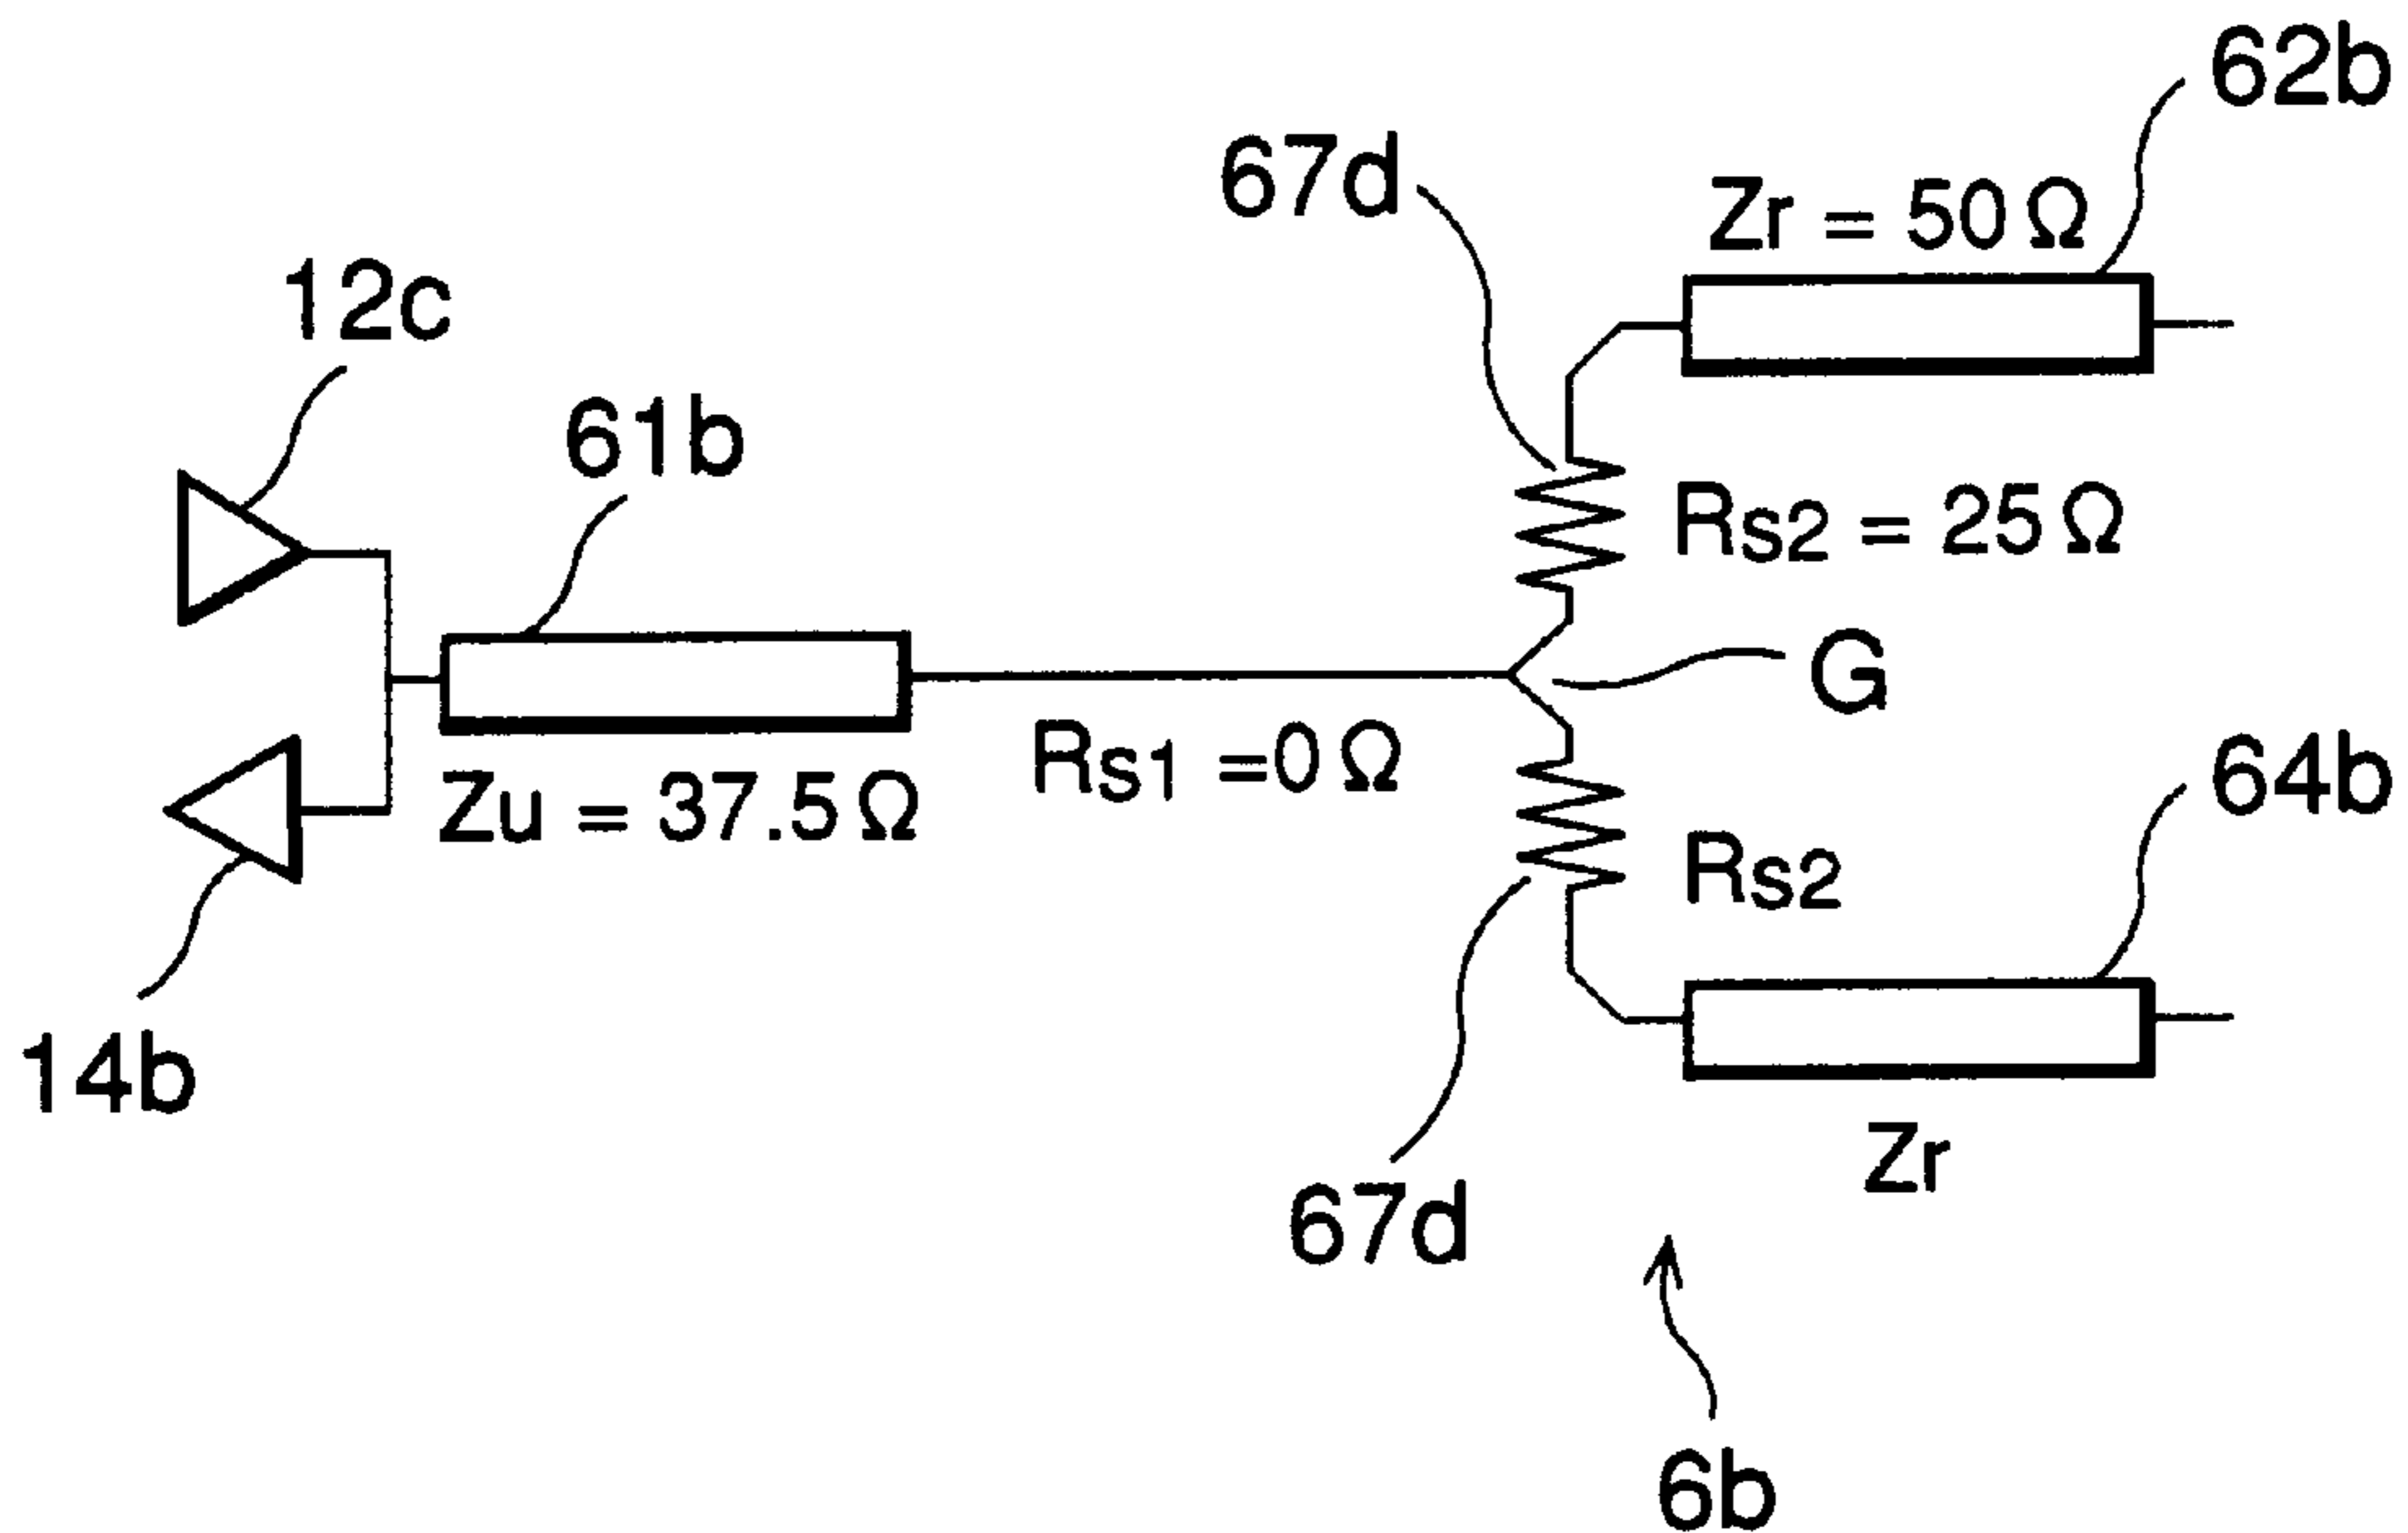 62b
67d
Zr = 50 Ω
12c
61b
Rs2 = 25 Ω
G
Rs1 =0 Ω
Zu = 37.5 Ω
64b
Rs2
14b
Zr
67d
6b